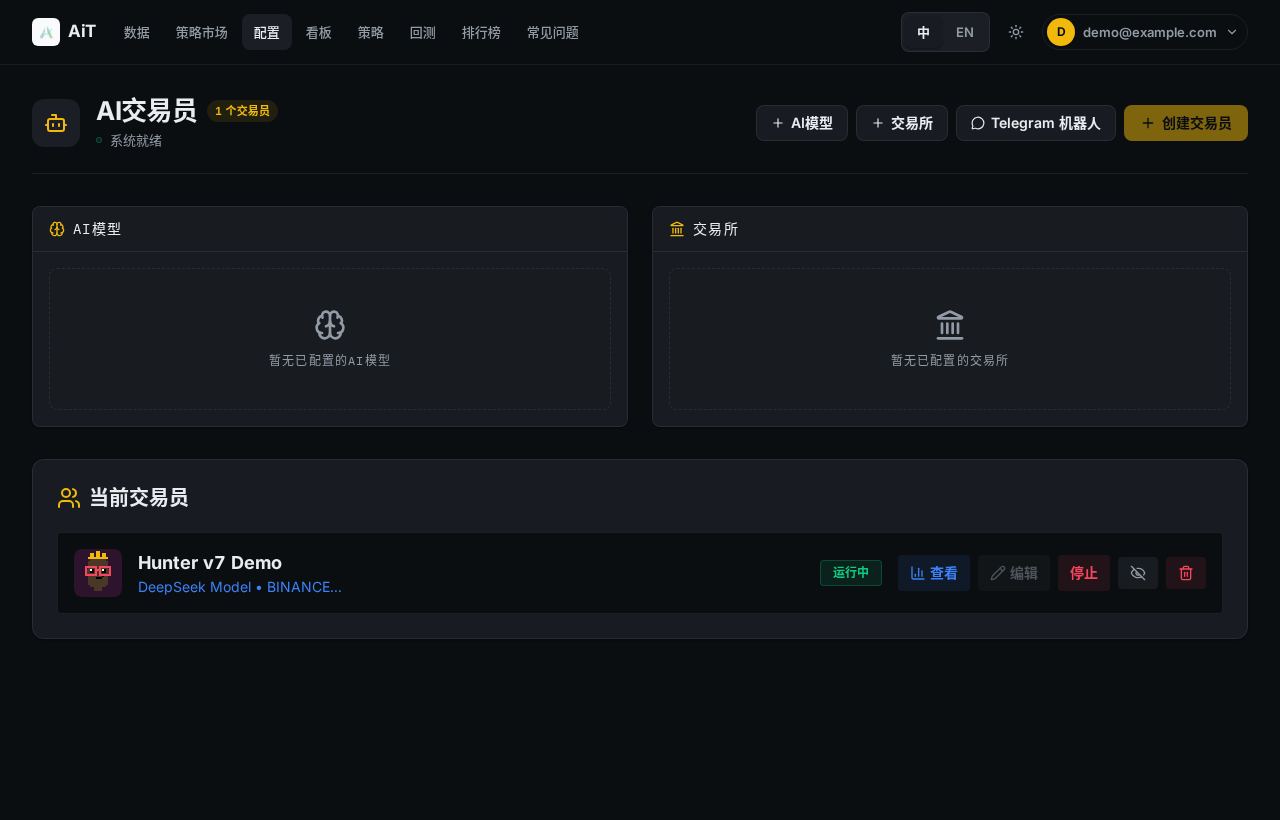 AiT 数据 策略市场 配置 看板 策略 回测 排行榜 常见问题 中 EN D demo@example.com
AI交易员 1 个交易员
系统就绪
AI模型 交易所 Telegram 机器人 创建交易员
AI模型
暂无已配置的AI模型
交易所
暂无已配置的交易所
当前交易员
Hunter v7 Demo
DeepSeek Model • BINANCE...
运行中 查看 编辑 停止